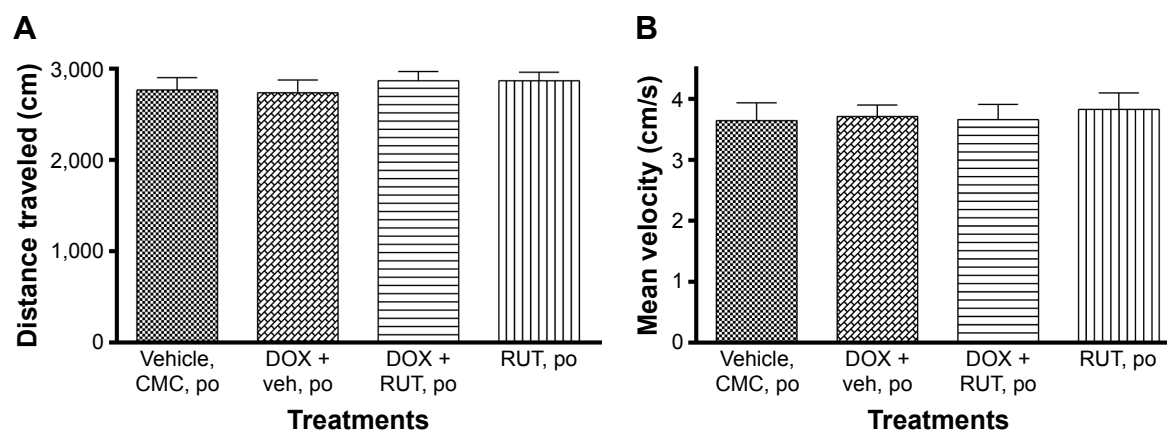 A
Distance traveled (cm)
3,000
2,000
1,000
0
Vehicle,
CMC, po
DOX +
veh, po
DOX +
RUT, po
RUT, po
Treatments
B
Mean velocity (cm/s)
4
3
2
1
0
Vehicle,
CMC, po
DOX +
veh, po
DOX +
RUT, po
RUT, po
Treatments